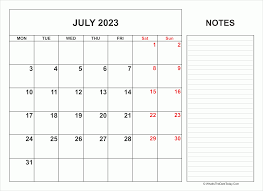 JULY 2023
NOTES
MON TUE WED THU FRI Sat Sun
1 2
3 4 5 6 7 8 9
10 11 12 13 14 15 16
17 18 19 20 21 22 23
24 25 26 27 28 29 30
31